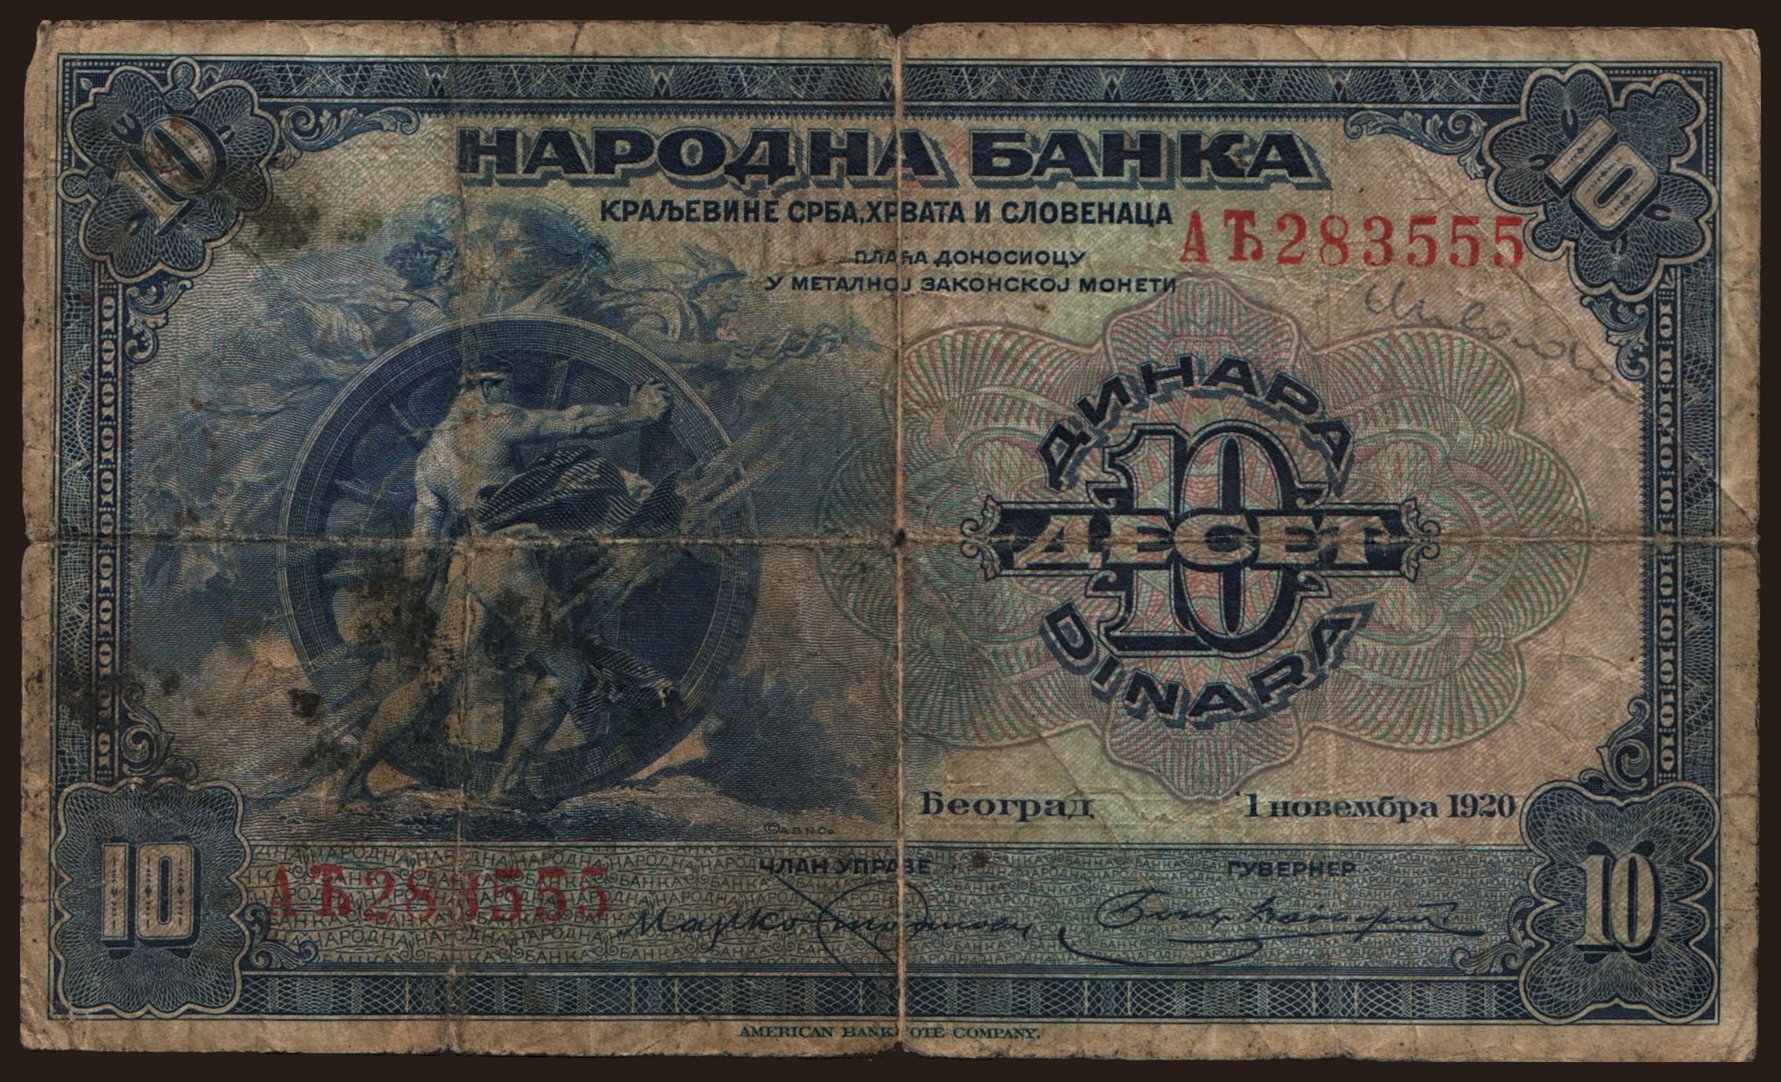 10
10
НАРОДНА БАНКА
КРАЉЕВИНЕ СРБА, ХРВАТА И СЛОВЕНАЦА
АЂ283555
ПЛАЋА ДОНОСИОЦУ
У МЕТАЛНОЈ ЗАКОНСКОЈ МОНЕТИ
ДИНАРА
10
ДЕСЕТ
DINARA
Београд 1 новембра 1920
©A.B.N.Co.
ЧЛАН УПРАВЕ ГУВЕРНЕР
10
АЂ283555
10
AMERICAN BANK NOTE COMPANY.